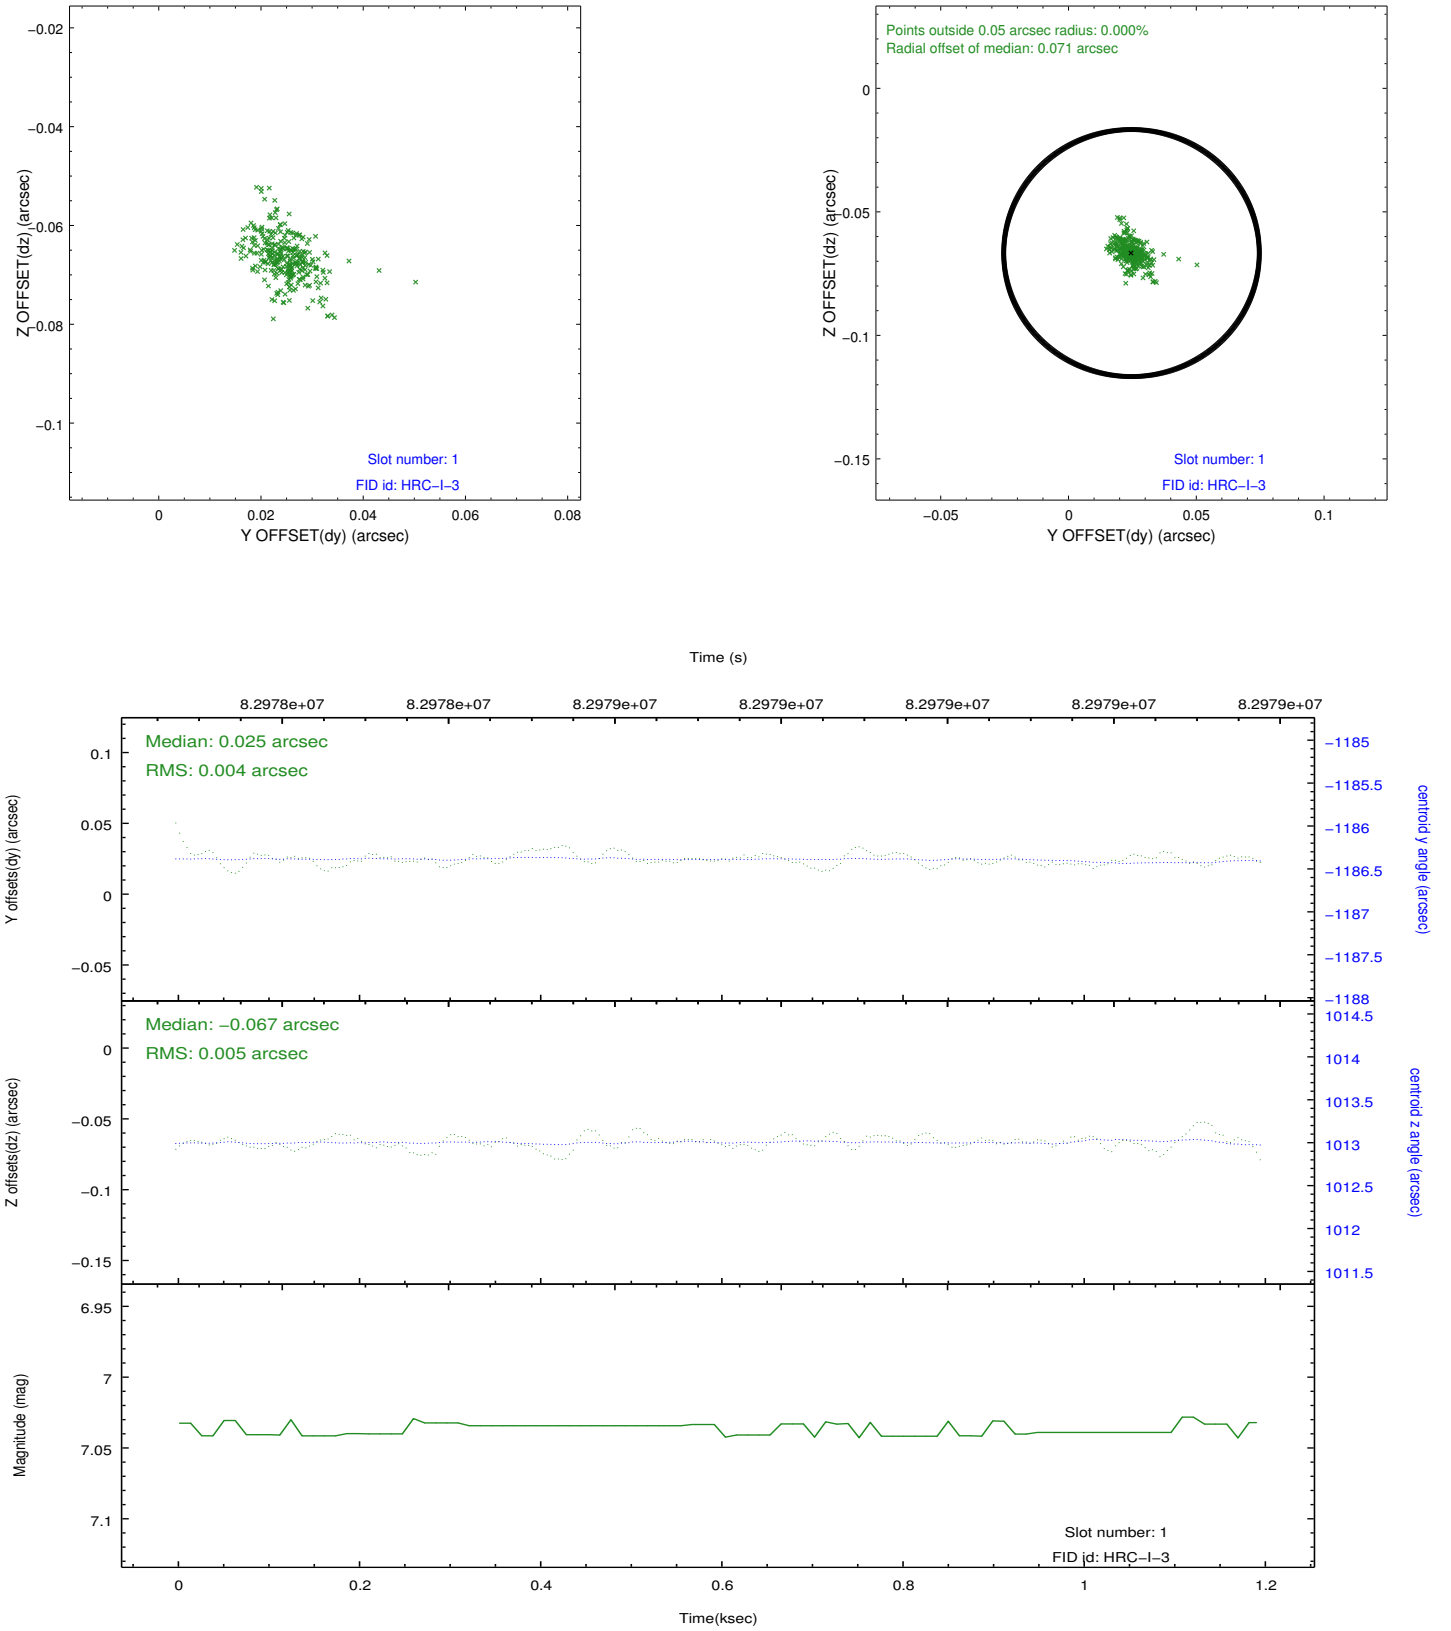 −0.02
−0.04
−0.06
−0.08
−0.1
Z OFFSET(dz) (arcsec)
Slot number: 1
FID id: HRC−I−3
0 0.02 0.04 0.06 0.08
Y OFFSET(dy) (arcsec)
Points outside 0.05 arcsec radius: 0.000%
Radial offset of median: 0.071 arcsec
0
−0.05
−0.1
−0.15
Z OFFSET(dz) (arcsec)
Slot number: 1
FID id: HRC−I−3
−0.05 0 0.05 0.1
Y OFFSET(dy) (arcsec)
Time (s)
8.2978e+07 8.2978e+07 8.2979e+07 8.2979e+07 8.2979e+07 8.2979e+07 8.2979e+07
Median: 0.025 arcsec
RMS: 0.004 arcsec
0.1
0.05
0
−0.05
Y offsets(dy) (arcsec)
−1185
−1185.5
−1186
−1186.5
−1187
−1187.5
−1188
centroid y angle (arcsec)
Median: −0.067 arcsec
RMS: 0.005 arcsec
0
−0.05
−0.1
−0.15
Z offsets(dz) (arcsec)
1014.5
1014
1013.5
1013
1012.5
1012
1011.5
centroid z angle (arcsec)
6.95
7
7.05
7.1
Magnitude (mag)
Slot number: 1
FID id: HRC−I−3
0 0.2 0.4 0.6 0.8 1 1.2
Time(ksec)